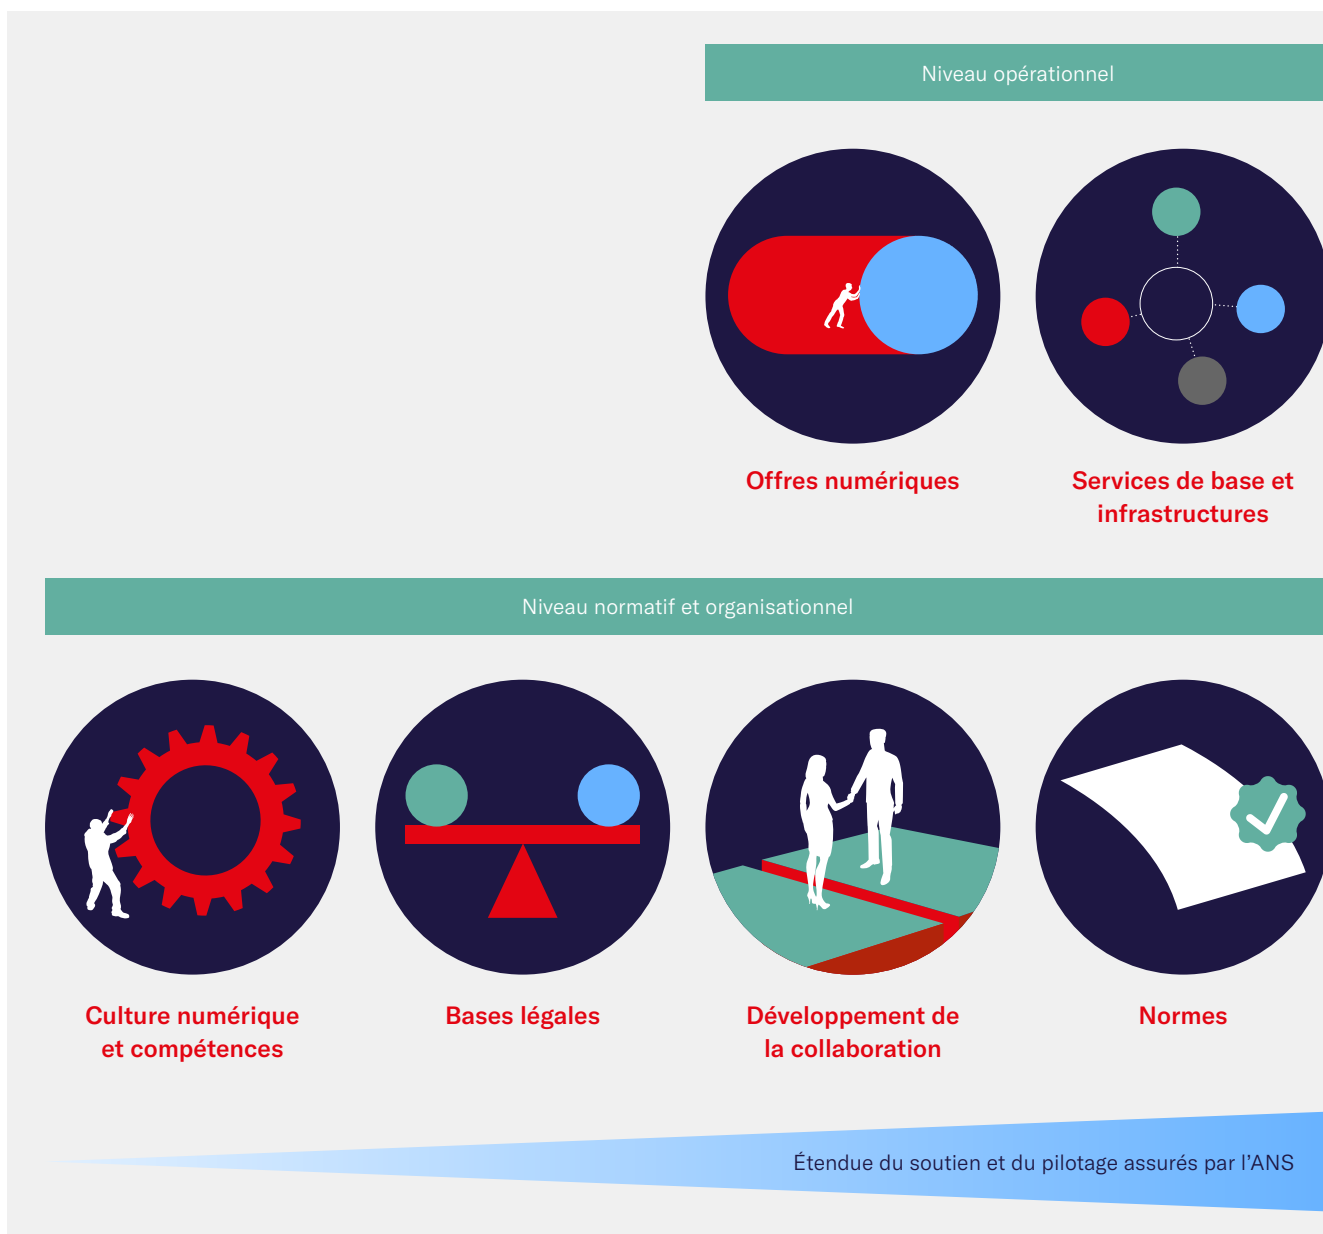 Niveau opérationnel
Offres numériques
Services de base et
infrastructures
Niveau normatif et organisationnel
Culture numérique
et compétences
Bases légales
Développement de
la collaboration
Normes
Étendue du soutien et du pilotage assurés par l’ANS